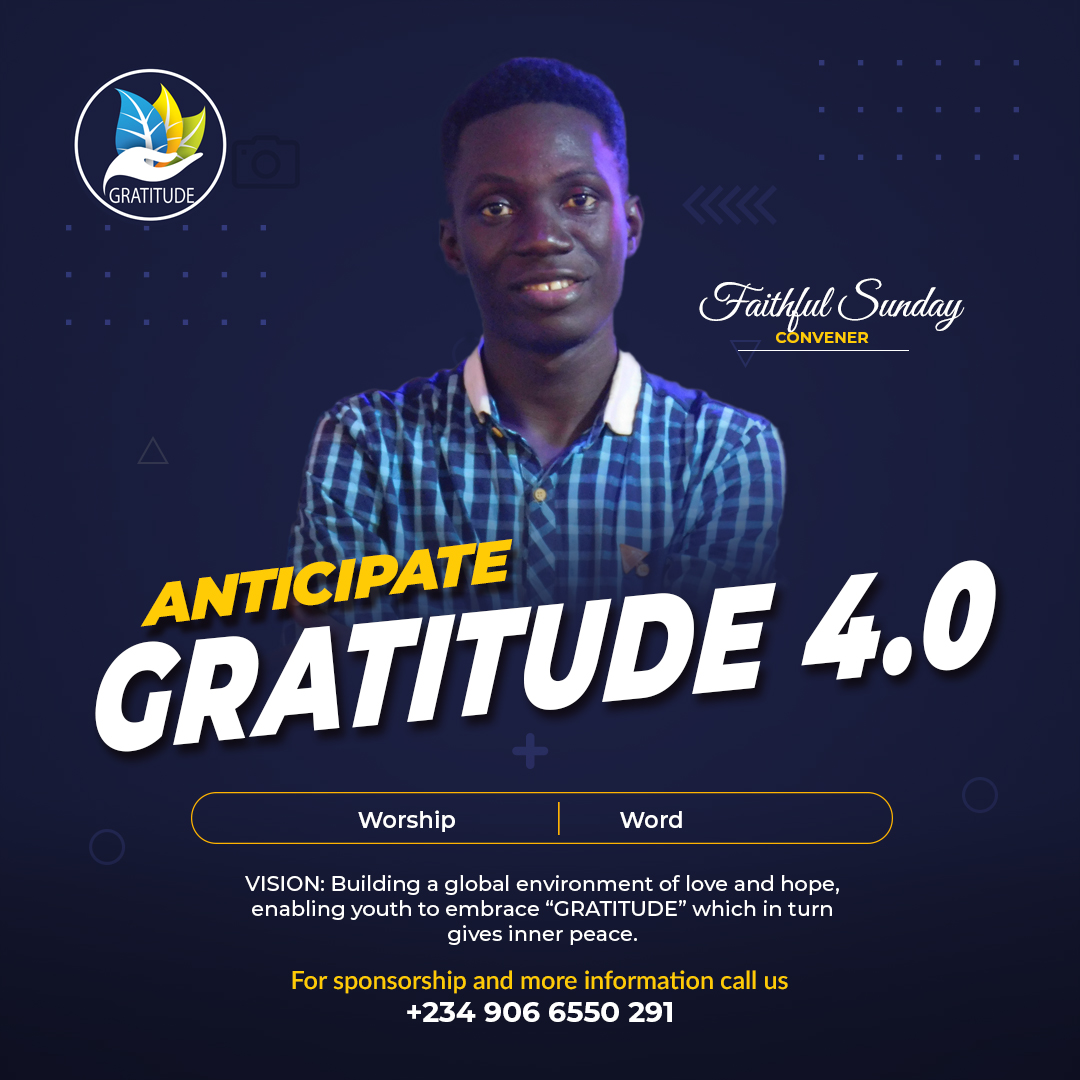 GRATITUDE
Faithful Sunday
CONVENER
ANTICIPATE
GRATITUDE 4.0
Worship | Word
VISION: Building a global environment of love and hope,
enabling youth to embrace “GRATITUDE” which in turn
gives inner peace.
For sponsorship and more information call us
+234 906 6550 291